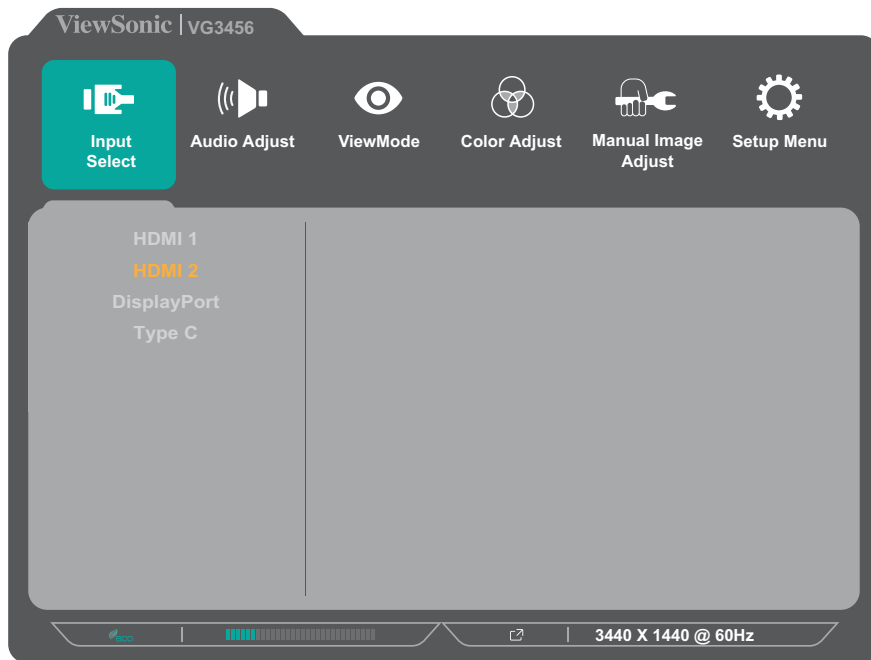 ViewSonic | VG3456
Input
Select
Audio Adjust
ViewMode
Color Adjust
Manual Image
Adjust
Setup Menu
HDMI 1
HDMI 2
DisplayPort
Type C
eco
3440 X 1440 @ 60Hz